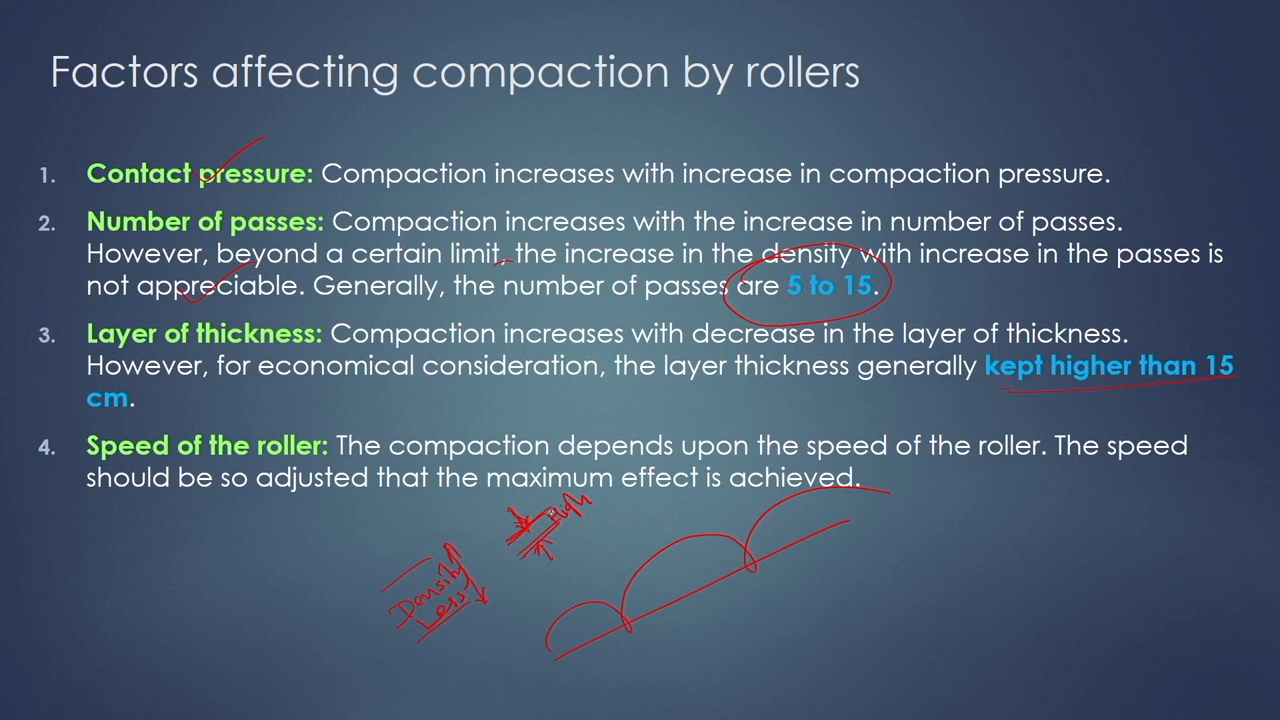 Factors affecting compaction by rollers
1. Contact pressure: Compaction increases with increase in compaction pressure.
2. Number of passes: Compaction increases with the increase in number of passes.
However, beyond a certain limit, the increase in the density with increase in the passes is
not appreciable. Generally, the number of passes are 5 to 15.
3. Layer of thickness: Compaction increases with decrease in the layer of thickness.
However, for economical consideration, the layer thickness generally kept higher than 15
cm.
4. Speed of the roller: The compaction depends upon the speed of the roller. The speed
should be so adjusted that the maximum effect is achieved.
High
Density
Less